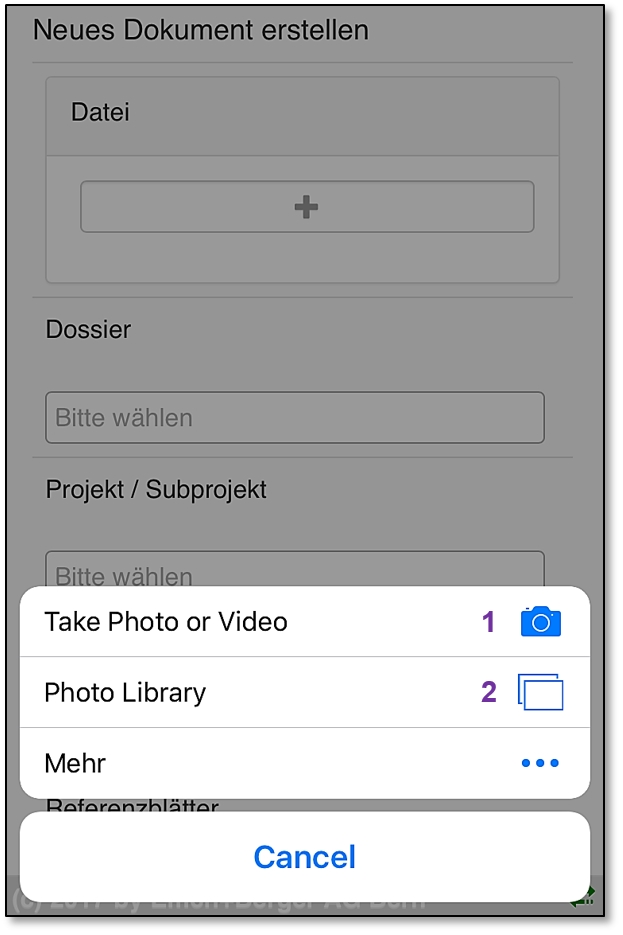 Neues Dokument erstellen
Datei
Dossier
Bitte wählen
Projekt / Subprojekt
Bitte wählen
Take Photo or Video 1
Photo Library 2
Mehr
Referenzblätter
Cancel
(c) 2017 by AG Bern